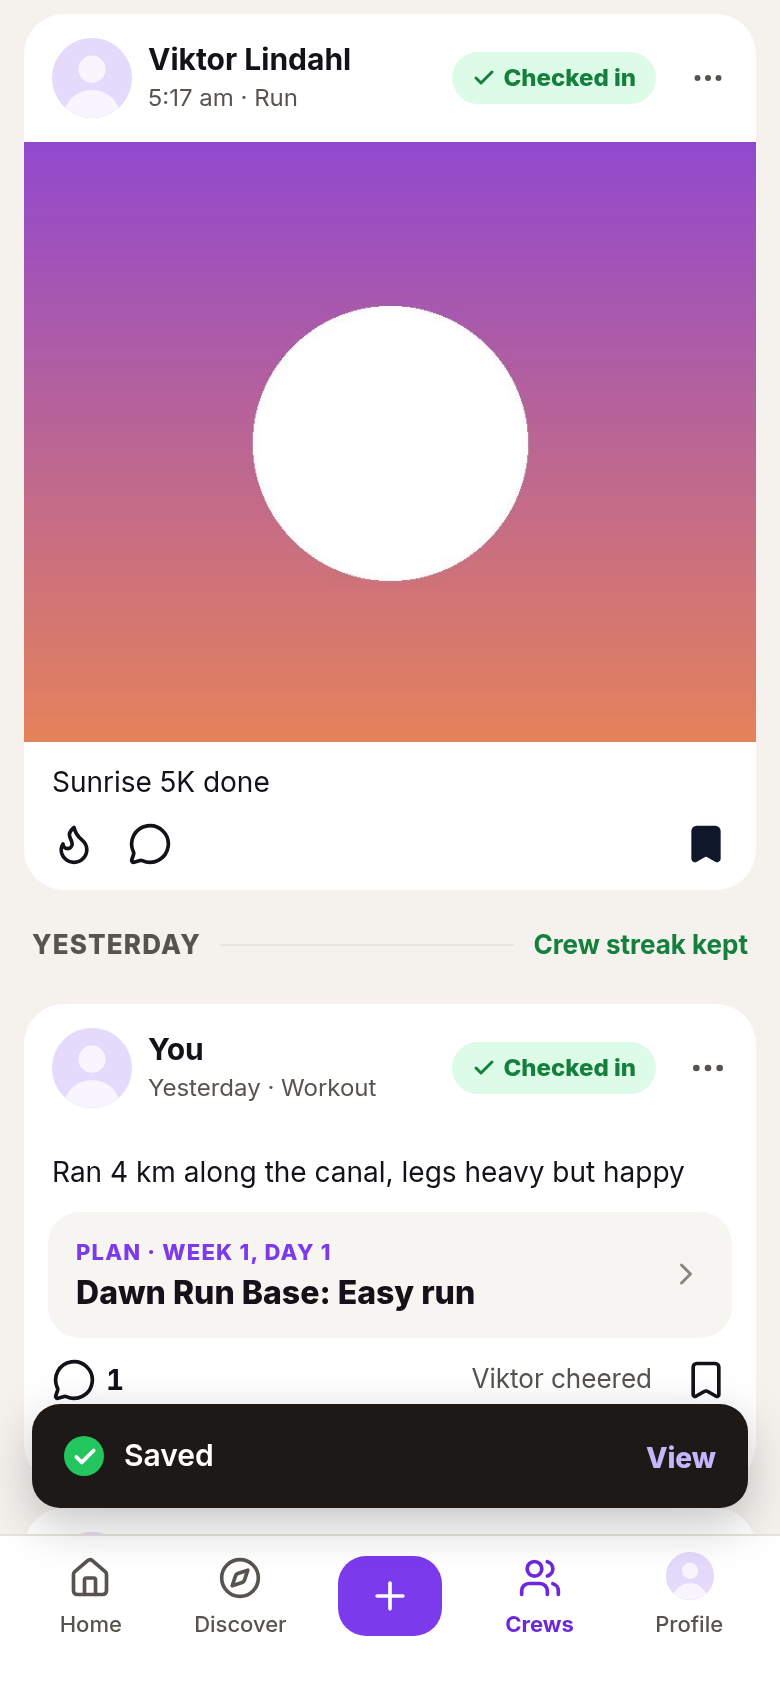 Viktor Lindahl
5:17 am · Run
Checked in
Sunrise 5K done
YESTERDAY
Crew streak kept
You
Yesterday · Workout
Checked in
Ran 4 km along the canal, legs heavy but happy
PLAN · WEEK 1, DAY 1
Dawn Run Base: Easy run
1
Viktor cheered
Saved
View
Home
Discover
Crews
Profile